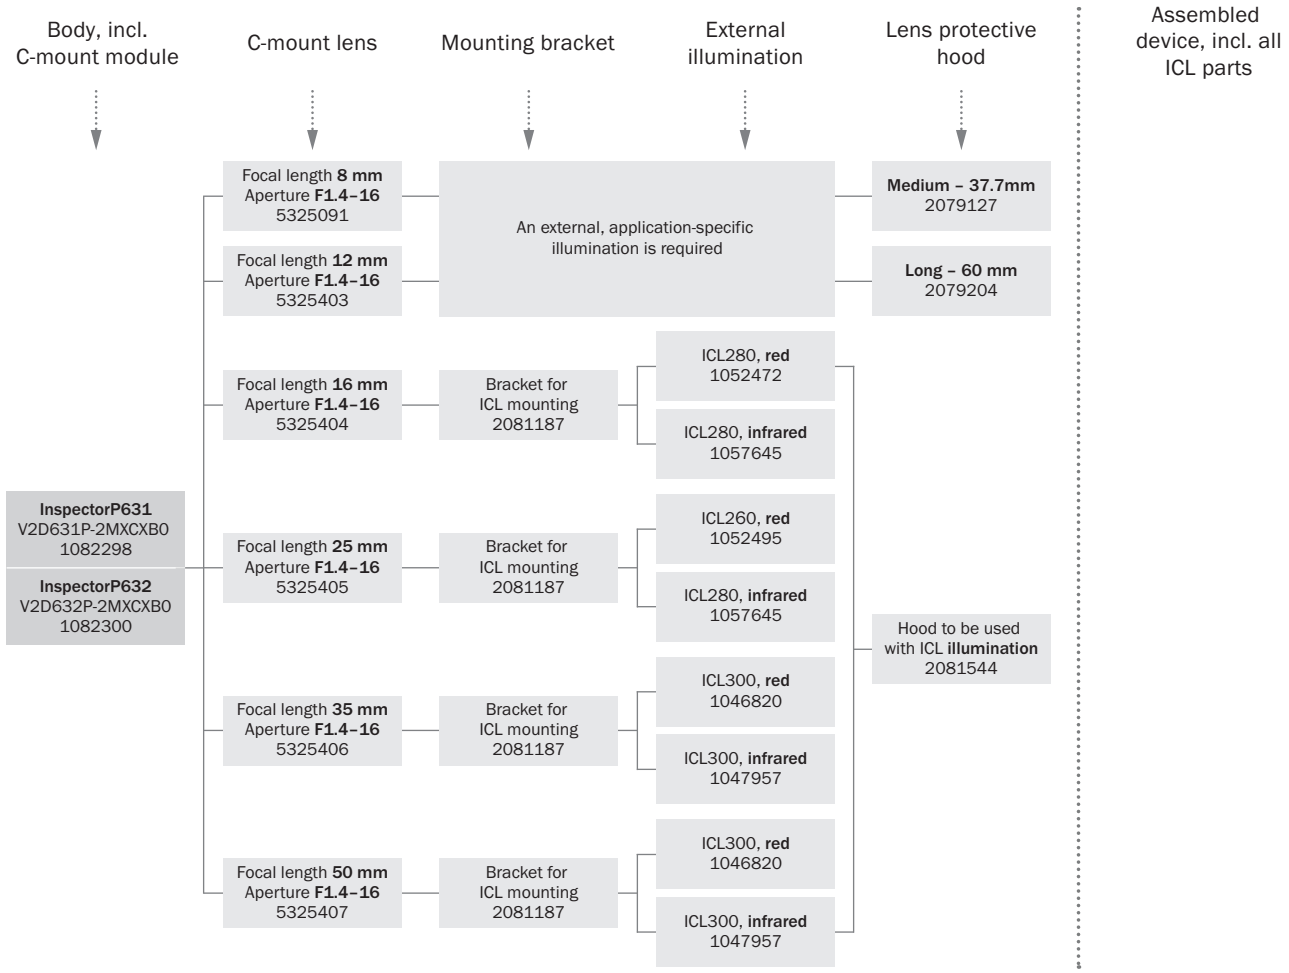 Body, incl.
C-mount module
C-mount lens
Mounting bracket
External
illumination
Lens protective
hood
Assembled
device, incl. all
ICL parts
Focal length 8 mm
Aperture F1.4–16
5325091
An external, application-specific
illumination is required
Medium – 37.7mm
2079127
Focal length 12 mm
Aperture F1.4–16
5325403
Long – 60 mm
2079204
Focal length 16 mm
Aperture F1.4–16
5325404
Bracket for
ICL mounting
2081187
ICL280, red
1052472
ICL280, infrared
1057645
InspectorP631
V2D631P-2MXCXB0
1082298
InspectorP632
V2D632P-2MXCXB0
1082300
Focal length 25 mm
Aperture F1.4–16
5325405
Bracket for
ICL mounting
2081187
ICL260, red
1052495
ICL280, infrared
1057645
Hood to be used
with ICL illumination
2081544
Focal length 35 mm
Aperture F1.4–16
5325406
Bracket for
ICL mounting
2081187
ICL300, red
1046820
ICL300, infrared
1047957
Focal length 50 mm
Aperture F1.4–16
5325407
Bracket for
ICL mounting
2081187
ICL300, red
1046820
ICL300, infrared
1047957